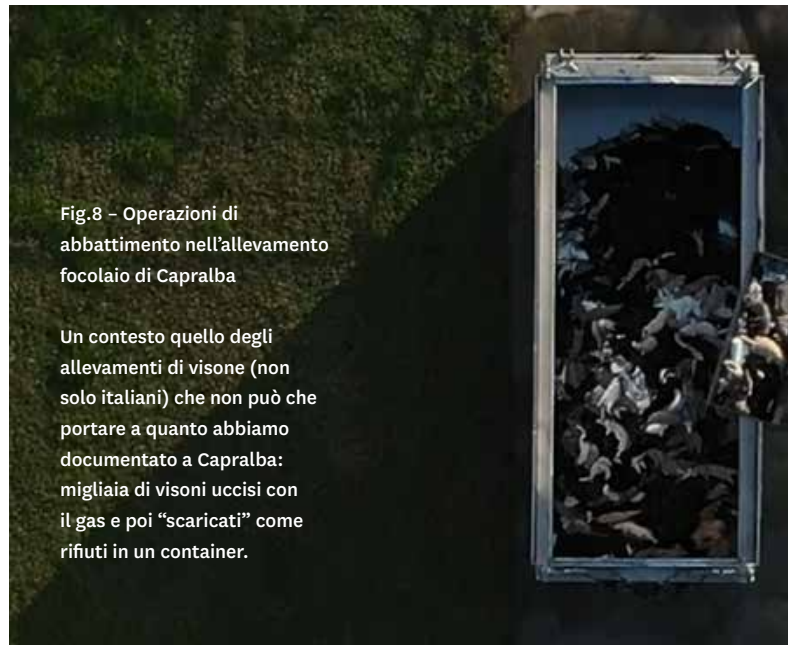 Fig.8 – Operazioni di
abbattimento nell’allevamento
focolaio di Capralba
Un contesto quello degli
allevamenti di visone (non
solo italiani) che non può che
portare a quanto abbiamo
documentato a Capralba:
migliaia di visoni uccisi con
il gas e poi “scaricati” come
rifiuti in un container.